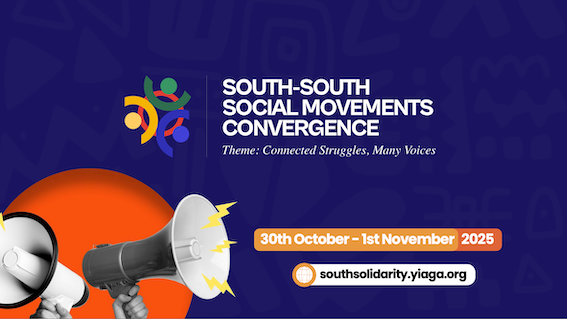 SOUTH-SOUTH
SOCIAL MOVEMENTS
CONVERGENCE
Theme: Connected Struggles, Many Voices
30th October - 1st November 2025
southsolidarity.yiaga.org